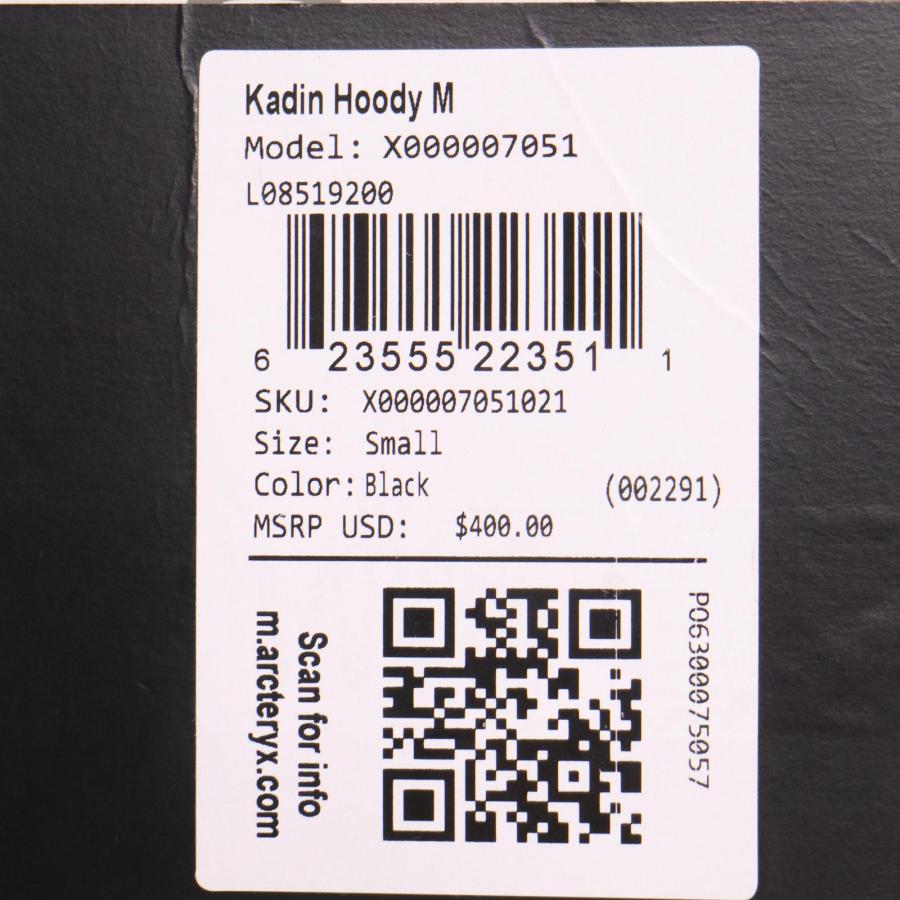 Kadin Hoody M
Model: X000007051
L08519200
6 23555 22351 1
SKU: X000007051021
Size: Small
Color: Black (002291)
MSRP USD: $400.00
Scan for info
m.arcteryx.com
PO6300075057